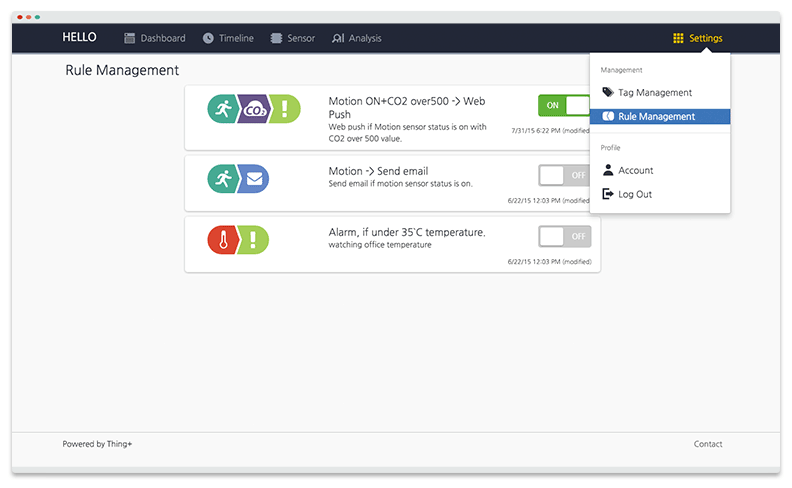 HELLO Dashboard Timeline Sensor Analysis Settings
Rule Management
Management
Tag Management
Rule Management
Profile
Account
Log Out
CO2
Motion ON+CO2 over500 -> Web
Push
Web push if Motion sensor status is on with
CO2 over 500 value.
ON
7/31/15 6:22 PM (modified
Motion -> Send email
Send email if motion sensor status is on.
OFF
6/22/15 12:03 PM (modified)
Alarm, if under 35°C temperature.
watching office temperature
OFF
6/22/15 12:03 PM (modified)
Powered by Thing+
Contact